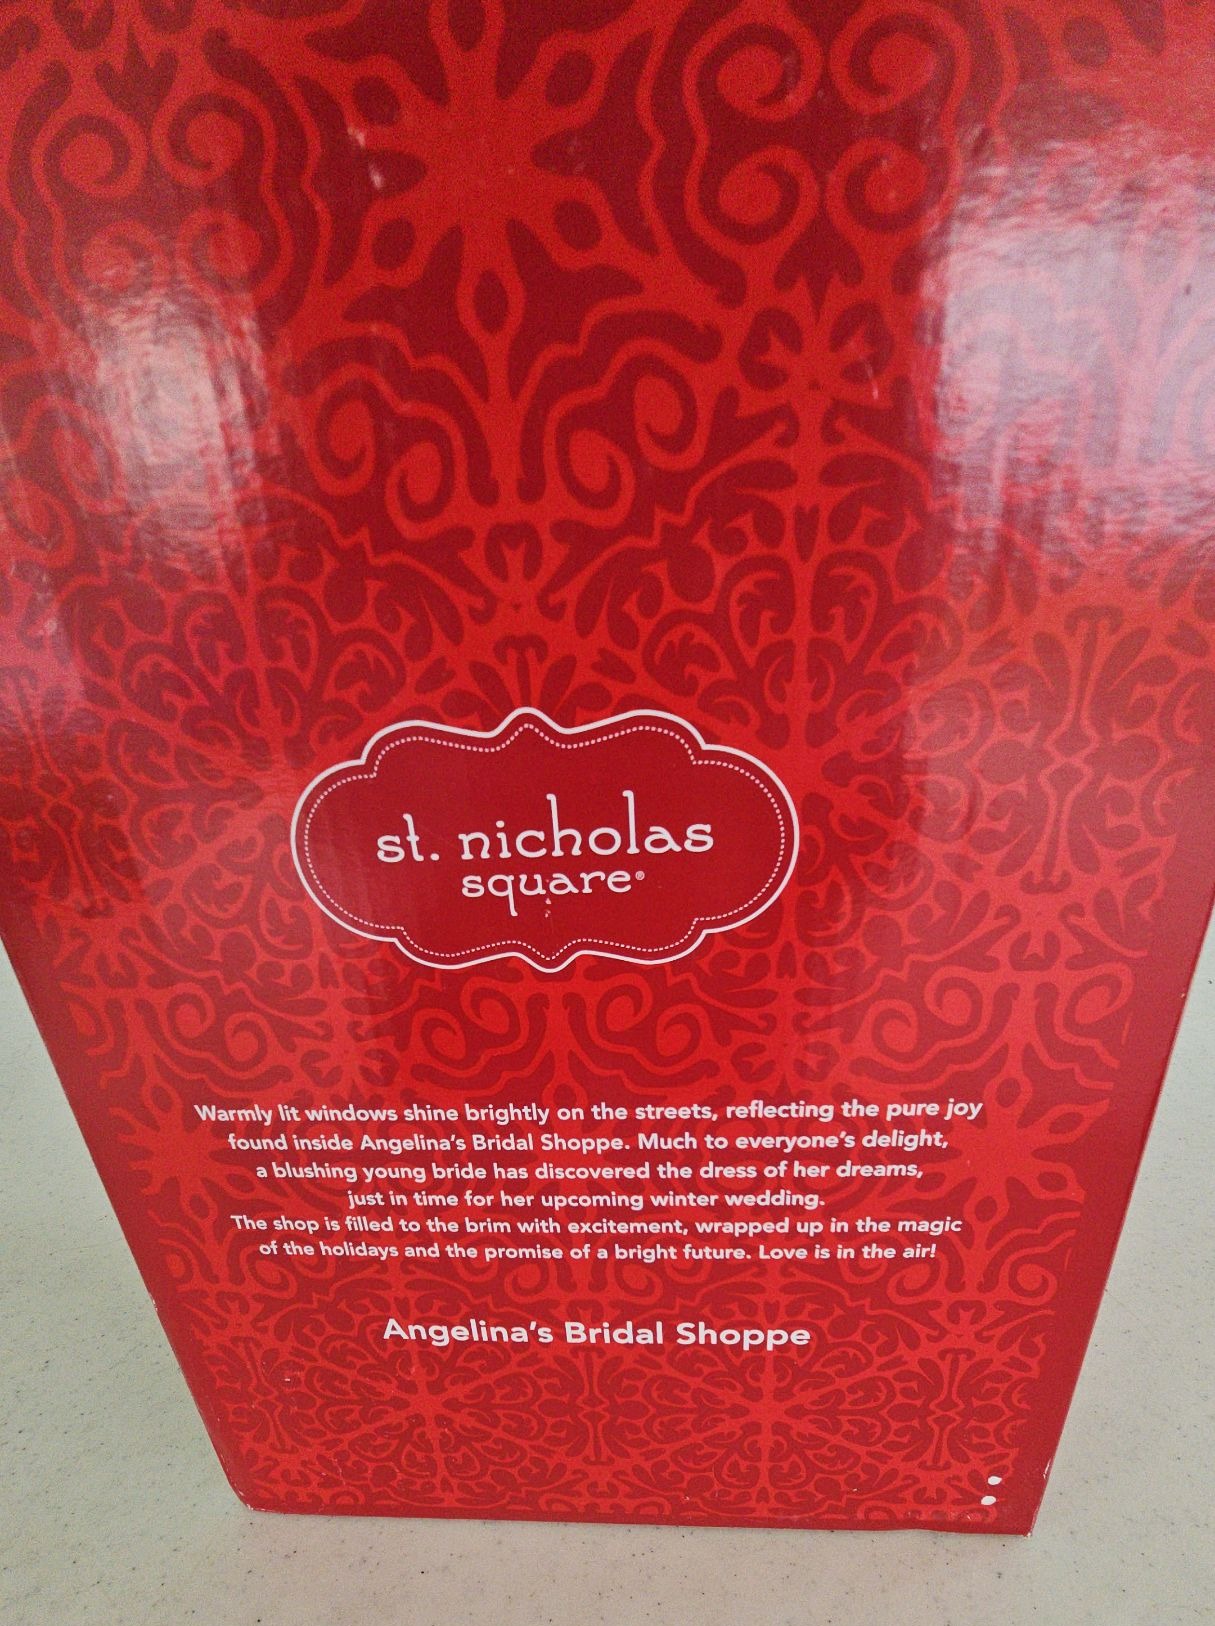 st. nicholas
square®
Warmly lit windows shine brightly on the streets, reflecting the pure joy
found inside Angelina's Bridal Shoppe. Much to everyone's delight,
a blushing young bride has discovered the dress of her dreams,
just in time for her upcoming winter wedding.
The shop is filled to the brim with excitement, wrapped up in the magic
of the holidays and the promise of a bright future. Love is in the air!
Angelina's Bridal Shoppe